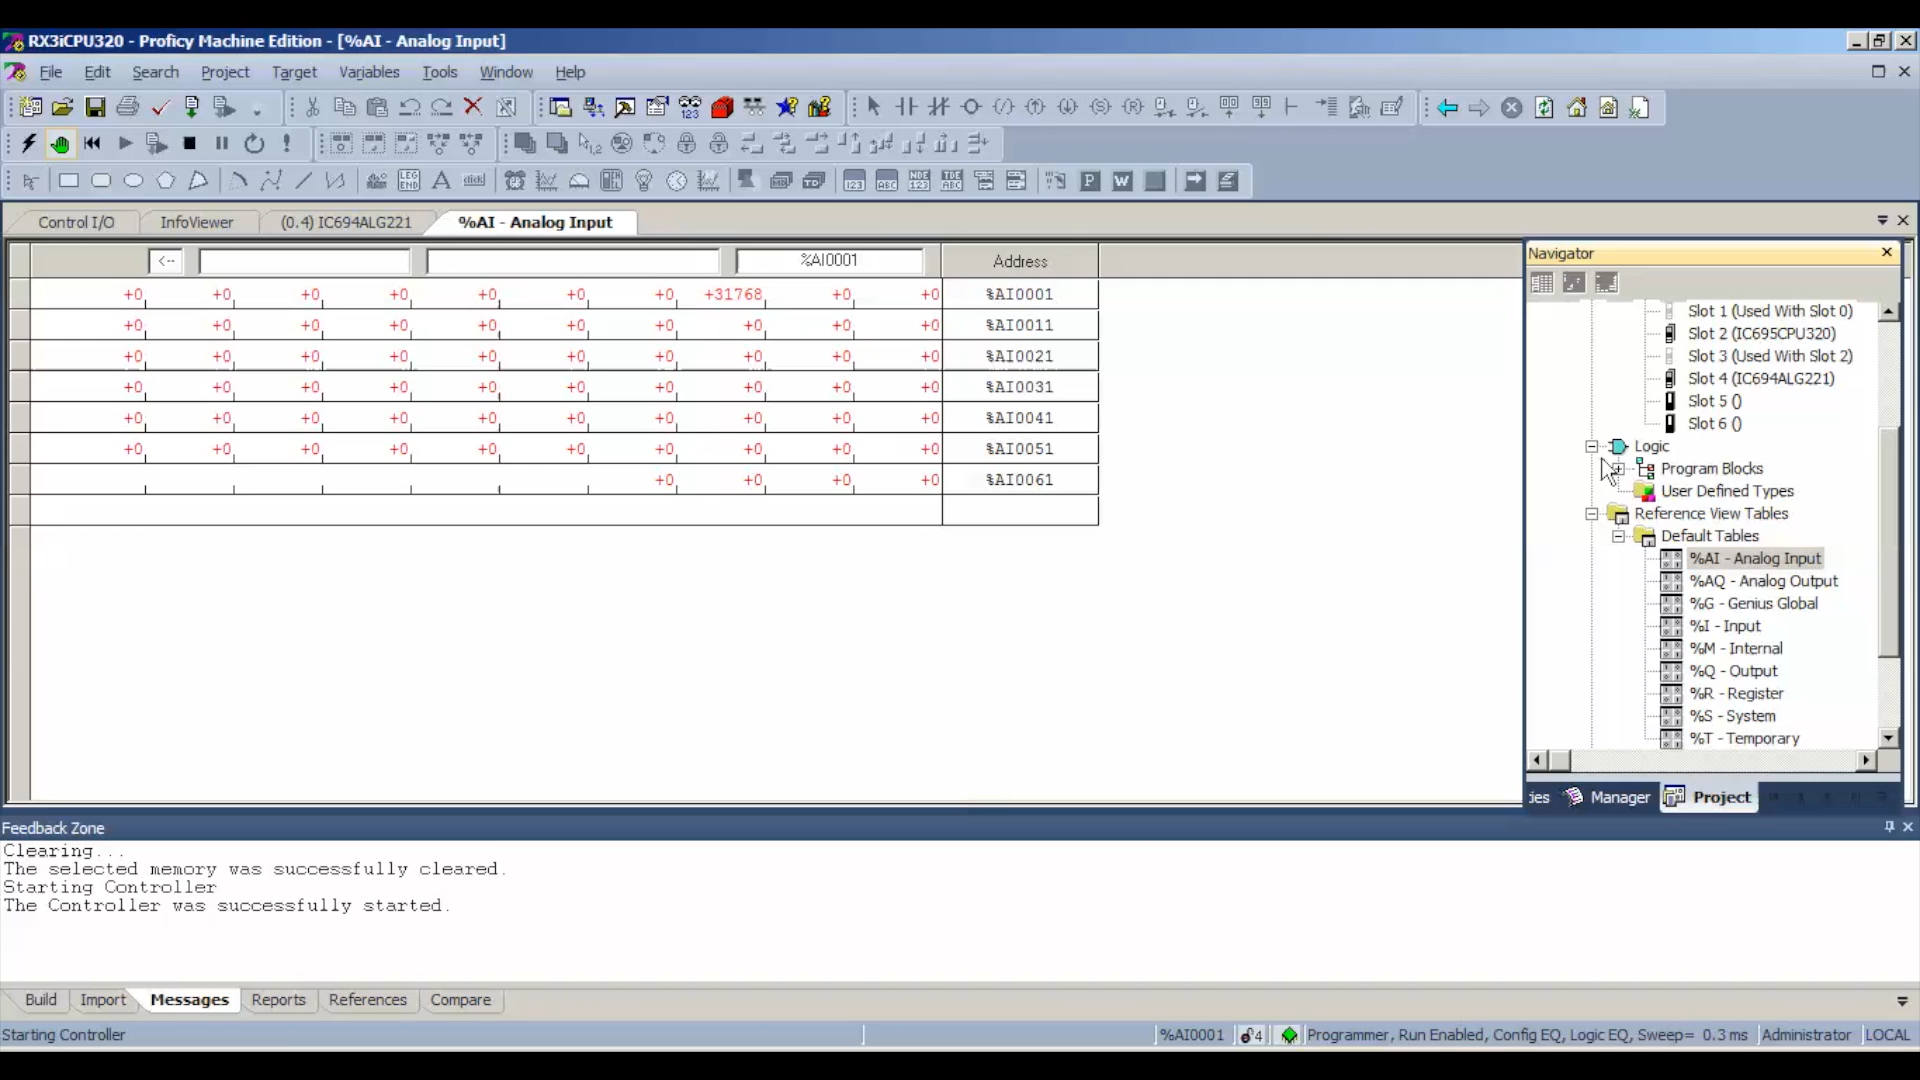 RX3iCPU320 - Proficy Machine Edition - [%AI - Analog Input]
File Edit Search Project Target Variables Tools Window Help
Control I/O InfoViewer (0.4) IC694ALG221 %AI - Analog Input
<-- %AI0001 Address
+0 +0 +0 +0 +0 +0 +0 +31768 +0 +0 %AI0001
+0 +0 +0 +0 +0 +0 +0 +0 +0 +0 %AI0011
+0 +0 +0 +0 +0 +0 +0 +0 +0 +0 %AI0021
+0 +0 +0 +0 +0 +0 +0 +0 +0 +0 %AI0031
+0 +0 +0 +0 +0 +0 +0 +0 +0 +0 %AI0041
+0 +0 +0 +0 +0 +0 +0 +0 +0 +0 %AI0051
+0 +0 +0 +0 %AI0061
Navigator
Slot 1 (Used With Slot 0)
Slot 2 (IC695CPU320)
Slot 3 (Used With Slot 2)
Slot 4 (IC694ALG221)
Slot 5 ()
Slot 6 ()
Logic
Program Blocks
User Defined Types
Reference View Tables
Default Tables
%AI - Analog Input
%AQ - Analog Output
%G - Genius Global
%I - Input
%M - Internal
%Q - Output
%R - Register
%S - System
%T - Temporary
ies Manager Project
Feedback Zone
Clearing...
The selected memory was successfully cleared.
Starting Controller
The Controller was successfully started.
Build Import Messages Reports References Compare
Starting Controller %AI0001 4 Programmer, Run Enabled, Config EQ, Logic EQ, Sweep= 0.3 ms Administrator LOCAL